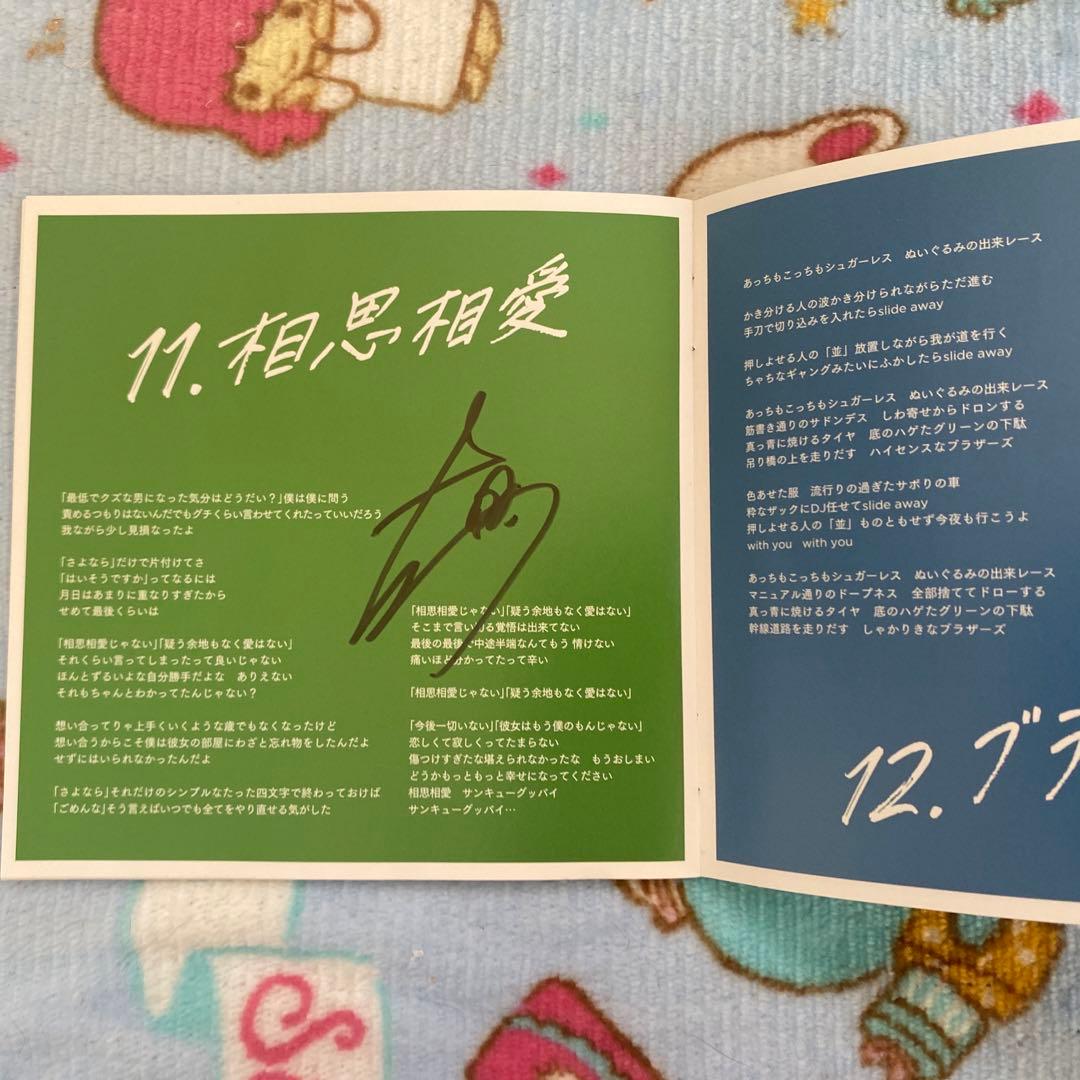 11.相思相愛
「最低でクズな男になった気分はどうだい？」僕は僕に問う
責めるつもりはないんだでもグチくらい言わせてくれたっていいだろう
我ながら少し見損なったよ
「さよなら」だけで片付けてさ
「はいそうですか」ってなるには
月日はあまりに重なりすぎたから
せめて最後くらいは
「相思相愛じゃない」「疑う余地もなく愛はない」
それくらい言ってしまったって良いじゃない
ほんとずるいよな自分勝手だよな　ありえない
それもちゃんとわかってたんじゃない？
想い合ってりゃ上手くいくような歳でもなくなったけど
想い合うからこそ僕は彼女の部屋にわざと忘れ物をしたんだよ
せずにはいられなかったんだよ
「さよなら」それだけのシンプルなたった四文字で終わっておけば
「ごめんな」そう言えばいつでも全てをやり直せる気がした
「相思相愛じゃない」「疑う余地もなく愛はない」
そこまで言い る覚悟は出来てない
最後の最後 中途半端なんてもう 情けない
痛いほど かってたって辛い
「相思相愛じゃない」「疑う余地もなく愛はない」
「今後一切いない」「彼女はもう僕のもんじゃない」
恋しくて寂しくってたまらない
傷つけすぎたな堪えられなかったな　もうおしまい
どうかもっともっと幸せになってください
相思相愛　サンキューグッバイ
サンキューグッバイ…
あっちもこっちもシュガーレス　ぬいぐるみの出来レース
かき分ける人の波かき分けられながらただ進む
手刀で切り込みを入れたらslide away
押しよせる人の「並」放置しながら我が道を行く
ちゃちなギャングみたいにふかしたらslide away
あっちもこっちもシュガーレス　ぬいぐるみの出来レース
筋書き通りのサドンデス　しわ寄せからドロンする
真っ青に焼けるタイヤ　底のハゲたグリーンの下駄
吊り橋の上を走りだす　ハイセンスなブラザーズ
色あせた服　流行りの過ぎたサボりの車
粋なザックにDJ任せてslide away
押しよせる人の「並」ものともせず今夜も行こうよ
with you　with you
あっちもこっちもシュガーレス　ぬいぐるみの出来レース
マニュアル通りのドープネス　全部捨ててドローする
真っ青に焼けるタイヤ　底のハゲたグリーンの下駄
幹線道路を走りだす　しゃかりきなブラザーズ
12.ブラ